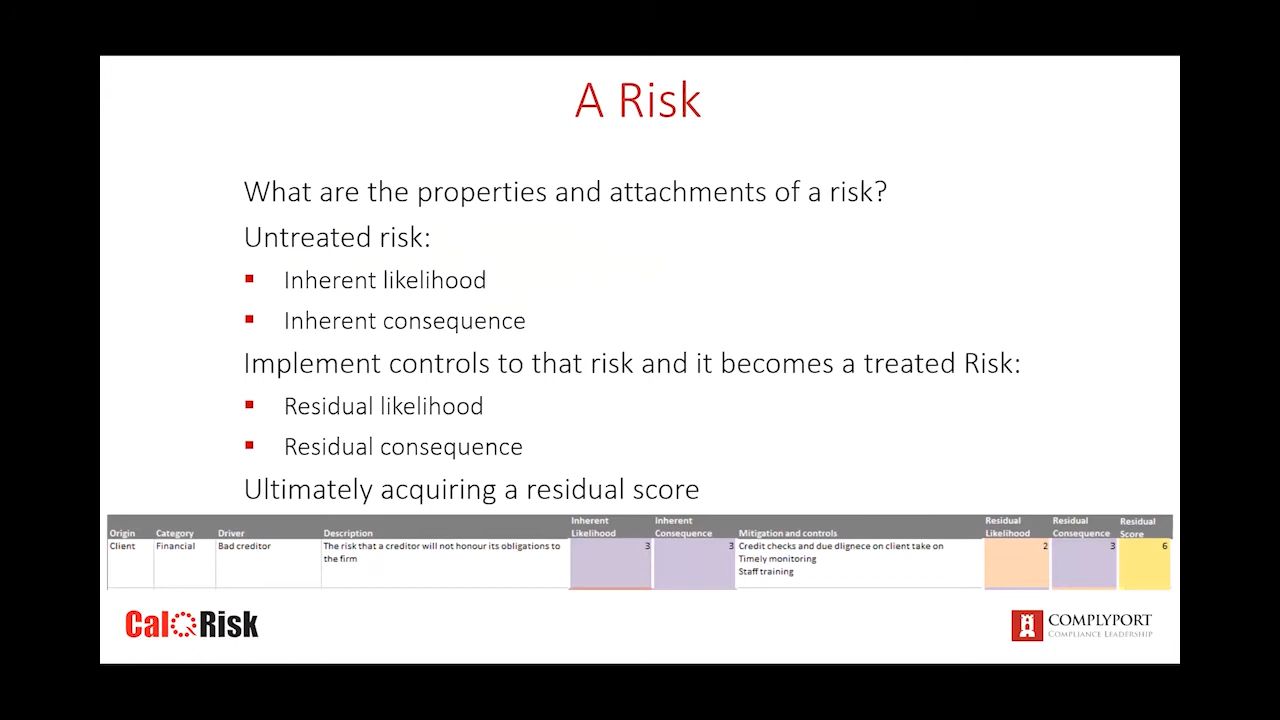 A Risk
What are the properties and attachments of a risk?
Untreated risk:
Inherent likelihood
Inherent consequence
Implement controls to that risk and it becomes a treated Risk:
Residual likelihood
Residual consequence
Ultimately acquiring a residual score
Origin Category Driver Description Inherent Likelihood Inherent Consequence Mitigation and controls Residual Likelihood Residual Consequence Residual Score
Client Financial Bad creditor The risk that a creditor will not honour its obligations to 3 3 Credit checks and due dlignece on client take on 2 3 6
the firm Timely monitoring
Staff training
CalQRisk
COMPLYPORT
COMPLIANCE LEADERSHIP